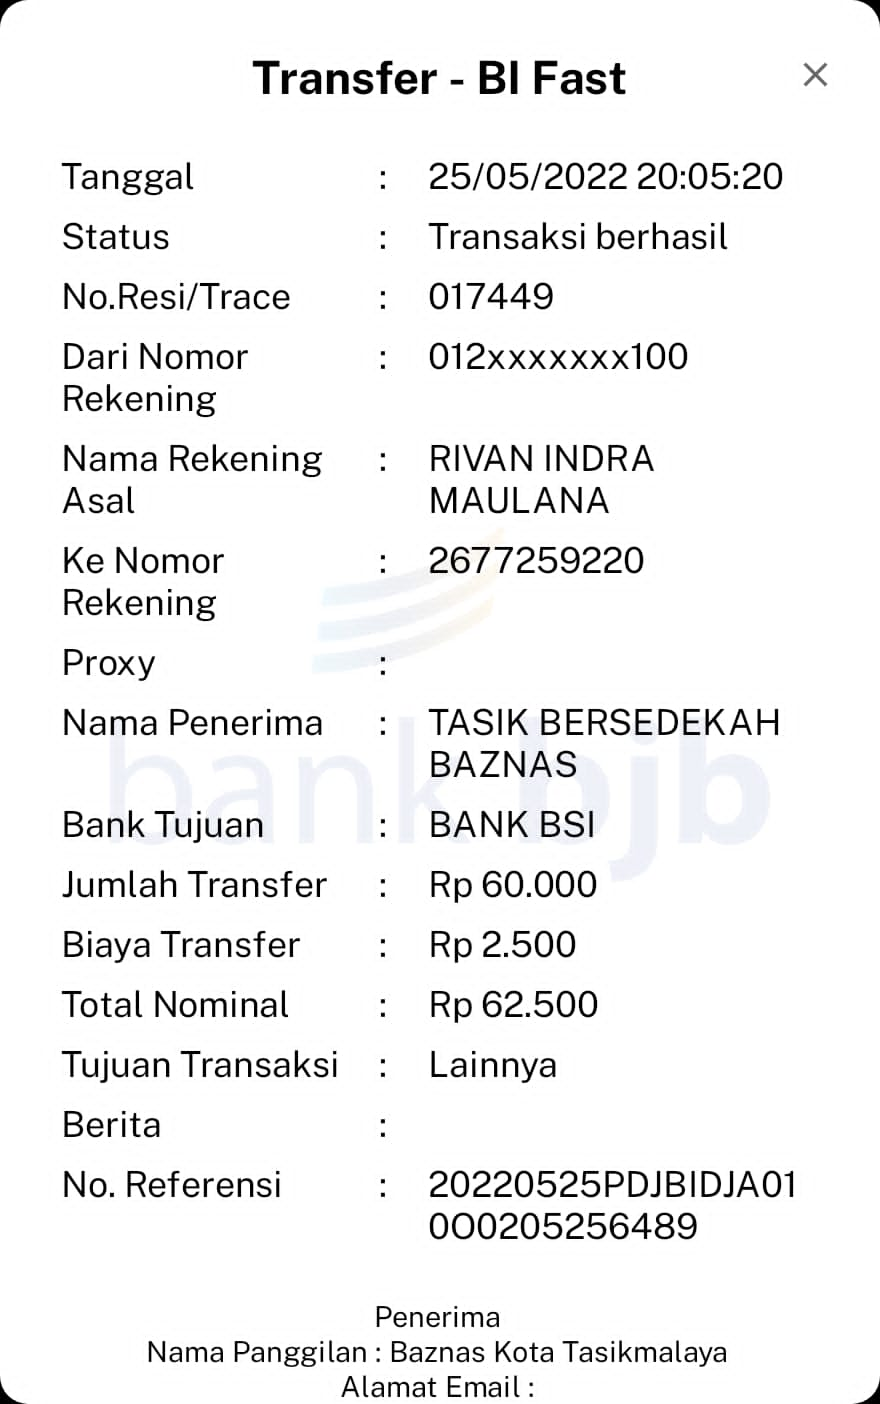 Transfer - BI Fast
Tanggal : 25/05/2022 20:05:20
Status : Transaksi berhasil
No.Resi/Trace : 017449
Dari Nomor : 012xxxxxxx100
Rekening
Nama Rekening : RIVAN INDRA
Asal MAULANA
Ke Nomor : 2677259220
Rekening
Proxy :
Nama Penerima : TASIK BERSEDEKAH
BAZNAS
bank bjb
Bank Tujuan : BANK BSI
Jumlah Transfer : Rp 60.000
Biaya Transfer : Rp 2.500
Total Nominal : Rp 62.500
Tujuan Transaksi : Lainnya
Berita :
No. Referensi : 20220525PDJBIDJA01
0O0205256489
Penerima
Nama Panggilan : Baznas Kota Tasikmalaya
Alamat Email :